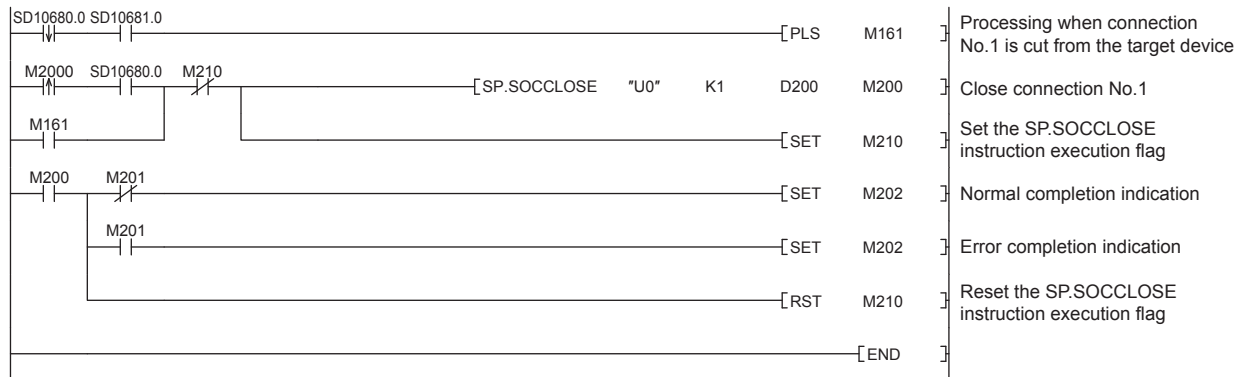 SD10680.0 SD10681.0
[PLS M161] Processing when connection
No.1 is cut from the target device
M2000 SD10680.0 M210
[SP.SOCCLOSE "U0" K1 D200 M200] Close connection No.1
M161
[SET M210] Set the SP.SOCCLOSE
instruction execution flag
M200 M201
[SET M202] Normal completion indication
M201
[SET M202] Error completion indication
[RST M210] Reset the SP.SOCCLOSE
instruction execution flag
[END]